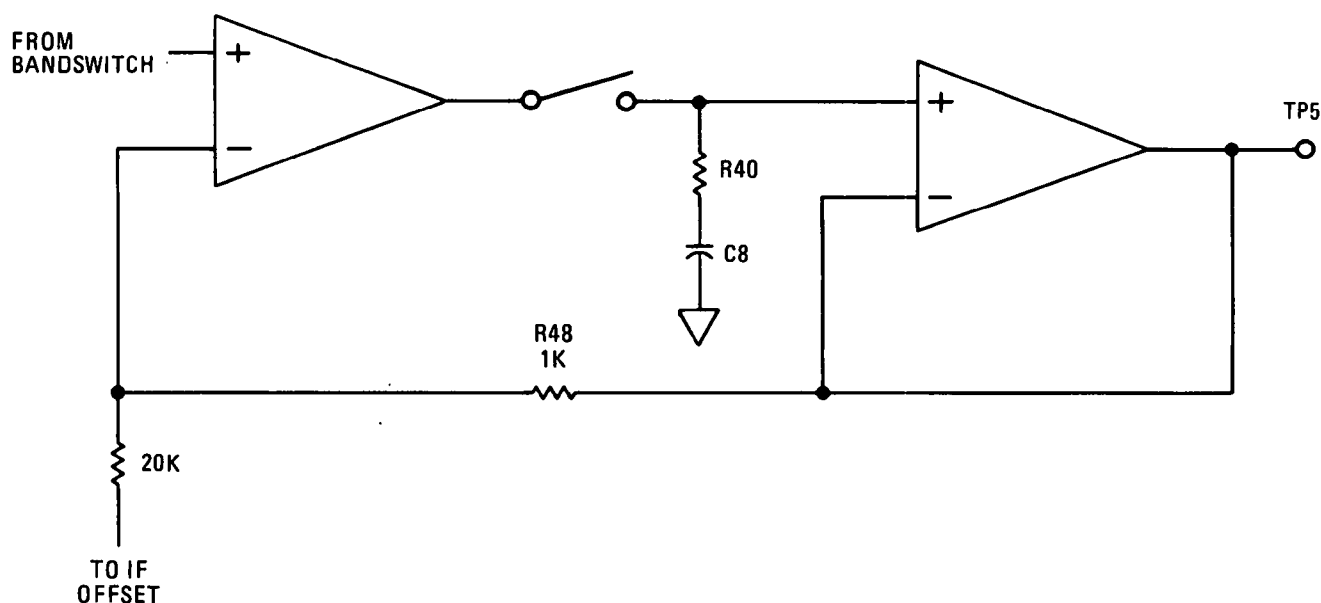 FROM
BANDSWITCH
+
−
+
−
TP5
R40
C8
R48
1K
20K
TO IF
OFFSET